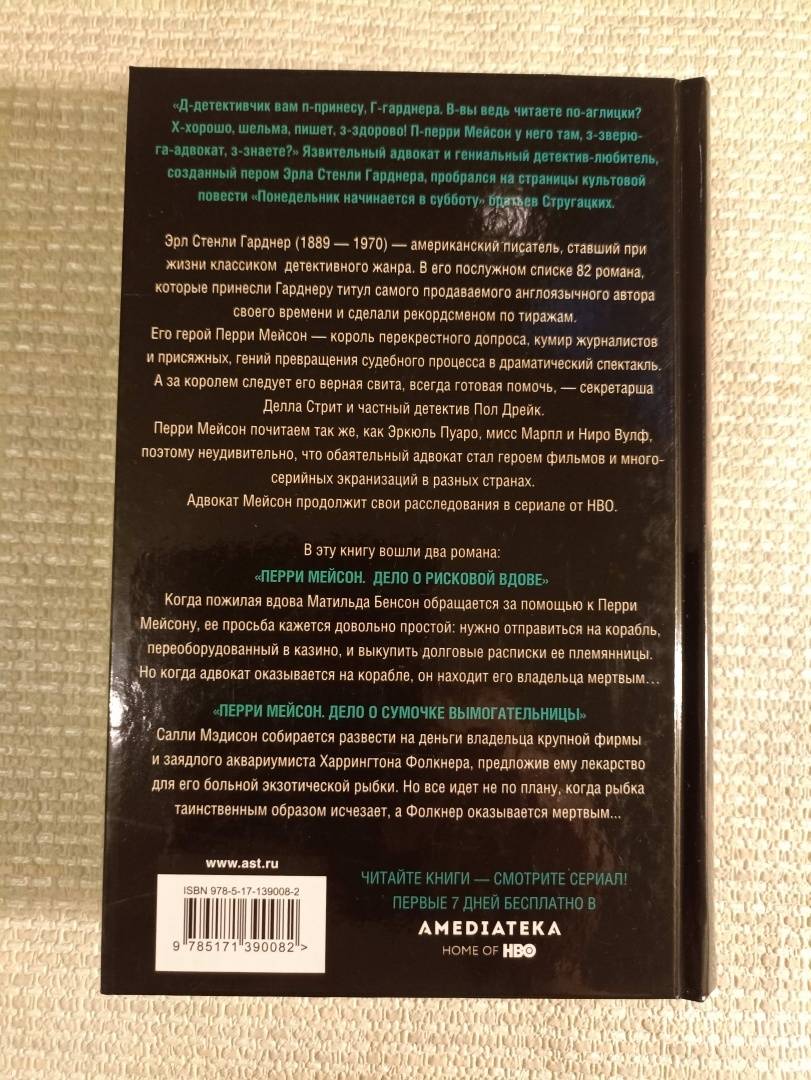 «Д-детективчик вам п-принесу, Г-гарднера. В-вы ведь читаете по-аглицки?
Х-хорошо, шельма, пишет, з-здорово! П-перри Мейсон у него там, з-зверю-
га-адвокат, з-знаете?» Язвительный адвокат и гениальный детектив-любитель,
созданный пером Эрла Стенли Гарднера, пробрался на страницы культовой
повести «Понедельник начинается в субботу» братьев Стругацких.
Эрл Стенли Гарднер (1889 — 1970) — американский писатель, ставший при
жизни классиком детективного жанра. В его послужном списке 82 романа,
которые принесли Гарднеру титул самого продаваемого англоязычного автора
своего времени и сделали рекордсменом по тиражам.
Его герой Перри Мейсон — король перекрестного допроса, кумир журналистов
и присяжных, гений превращения судебного процесса в драматический спектакль.
А за королем следует его верная свита, всегда готовая помочь, — секретарша
Делла Стрит и частный детектив Пол Дрейк.
Перри Мейсон почитаем так же, как Эркюль Пуаро, мисс Марпл и Ниро Вулф,
поэтому неудивительно, что обаятельный адвокат стал героем фильмов и много-
серийных экранизаций в разных странах.
Адвокат Мейсон продолжит свои расследования в сериале от HBO.
В эту книгу вошли два романа:
«ПЕРРИ МЕЙСОН. ДЕЛО О РИСКОВОЙ ВДОВЕ»
Когда пожилая вдова Матильда Бенсон обращается за помощью к Перри
Мейсону, ее просьба кажется довольно простой: нужно отправиться на корабль,
переоборудованный в казино, и выкупить долговые расписки ее племянницы.
Но когда адвокат оказывается на корабле, он находит его владельца мертвым...
«ПЕРРИ МЕЙСОН. ДЕЛО О СУМОЧКЕ ВЫМОГАТЕЛЬНИЦЫ»
Салли Мэдисон собирается развести на деньги владельца крупной фирмы
и заядлого аквариумиста Харрингтона Фолкнера, предложив ему лекарство
для его больной экзотической рыбки. Но все идет не по плану, когда рыбка
таинственным образом исчезает, а Фолкнер оказывается мертвым...
www.ast.ru
ISBN 978-5-17-139008-2
9 785171 390082 >
ЧИТАЙТЕ КНИГИ — СМОТРИТЕ СЕРИАЛ!
ПЕРВЫЕ 7 ДНЕЙ БЕСПЛАТНО В
AMEDIATEKA
HOME OF HBO